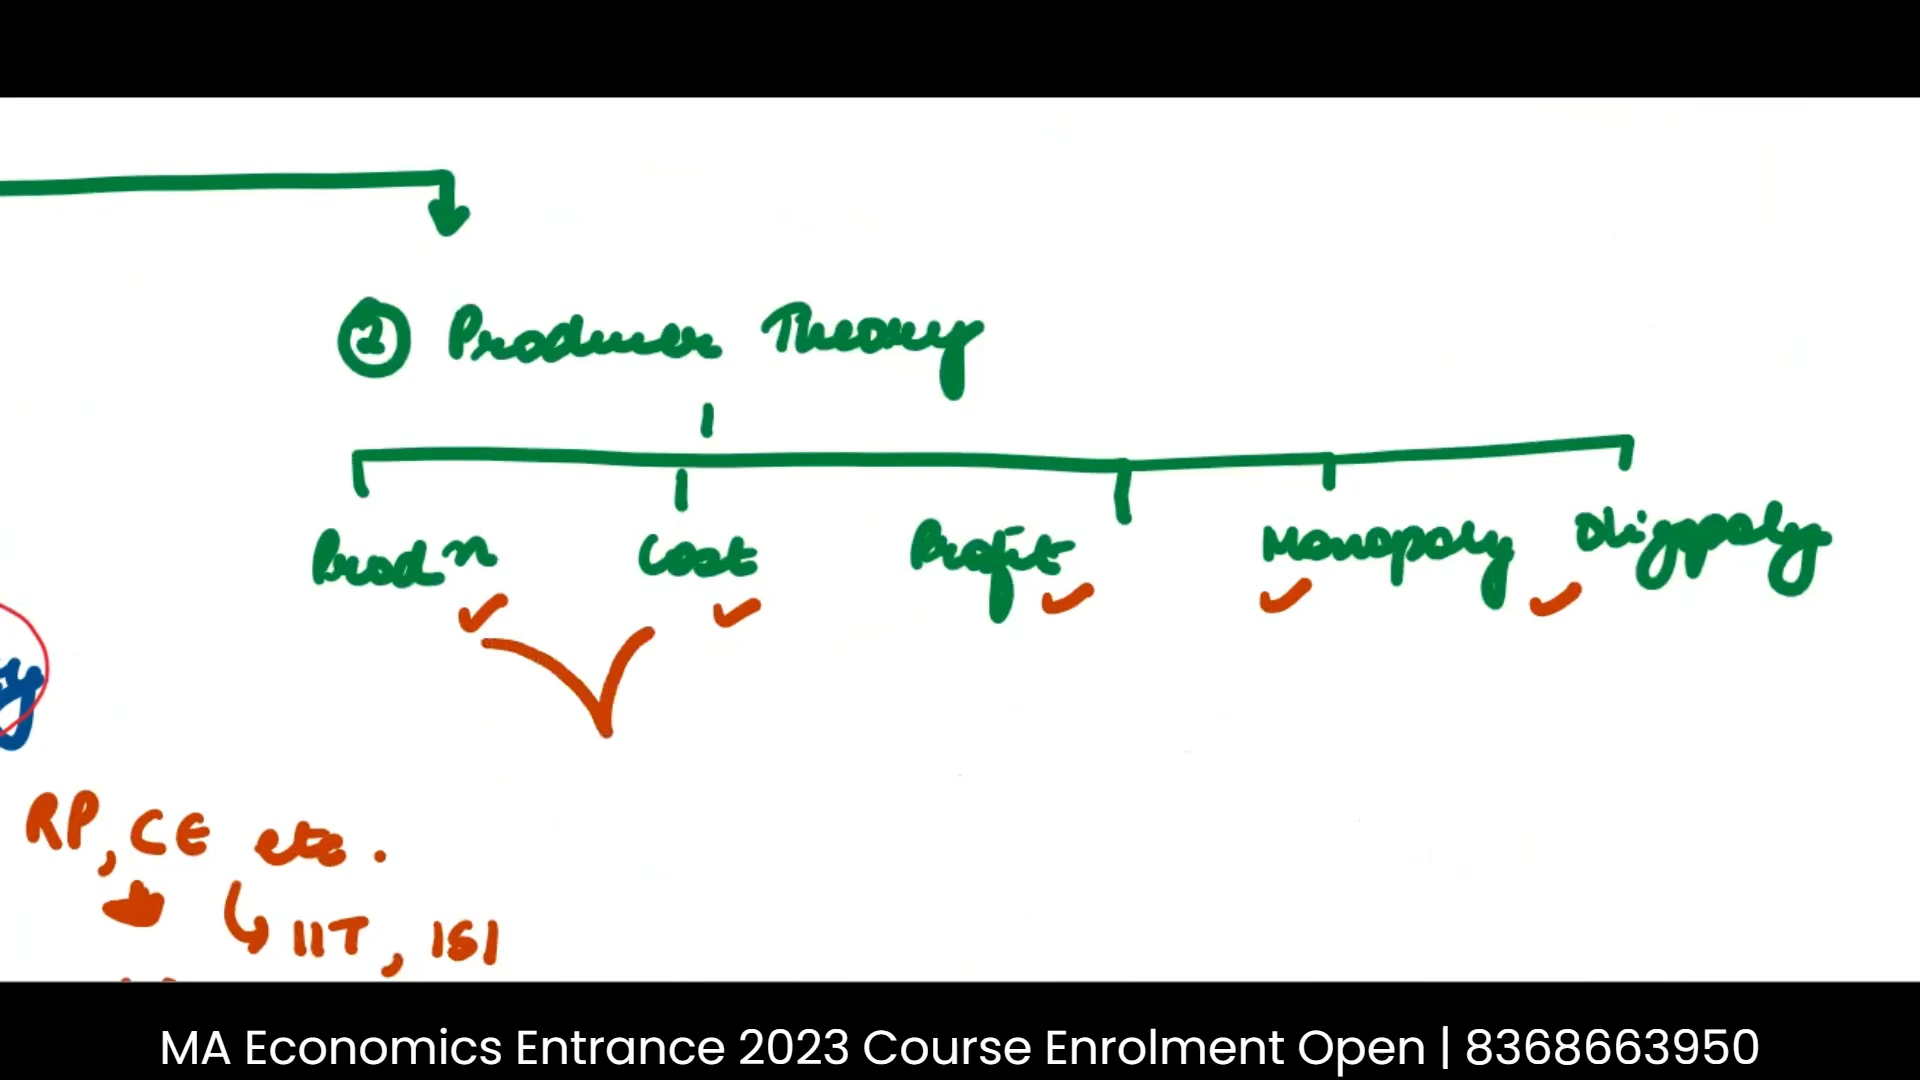 ② Producer Theory
Prodⁿ Cost Profit Monopoly Oligopoly
y
RP, CE etc.
IIT, ISI
MA Economics Entrance 2023 Course Enrolment Open | 8368663950